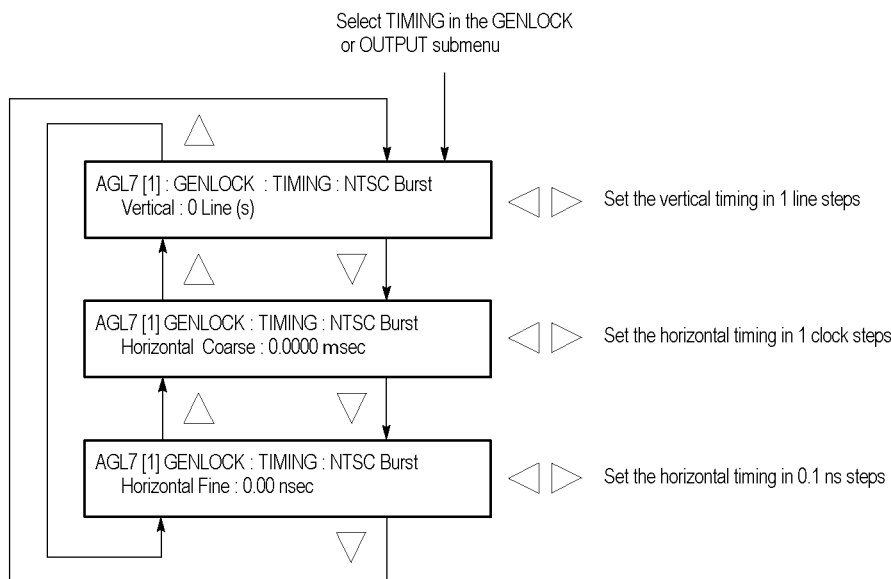 Select TIMING in the GENLOCK
or OUTPUT submenu
AGL7 [1] : GENLOCK : TIMING : NTSC Burst
Vertical : 0 Line (s)
Set the vertical timing in 1 line steps
AGL7 [1] GENLOCK : TIMING : NTSC Burst
Horizontal Coarse : 0.0000 msec
Set the horizontal timing in 1 clock steps
AGL7 [1] GENLOCK : TIMING : NTSC Burst
Horizontal Fine : 0.00 nsec
Set the horizontal timing in 0.1 ns steps